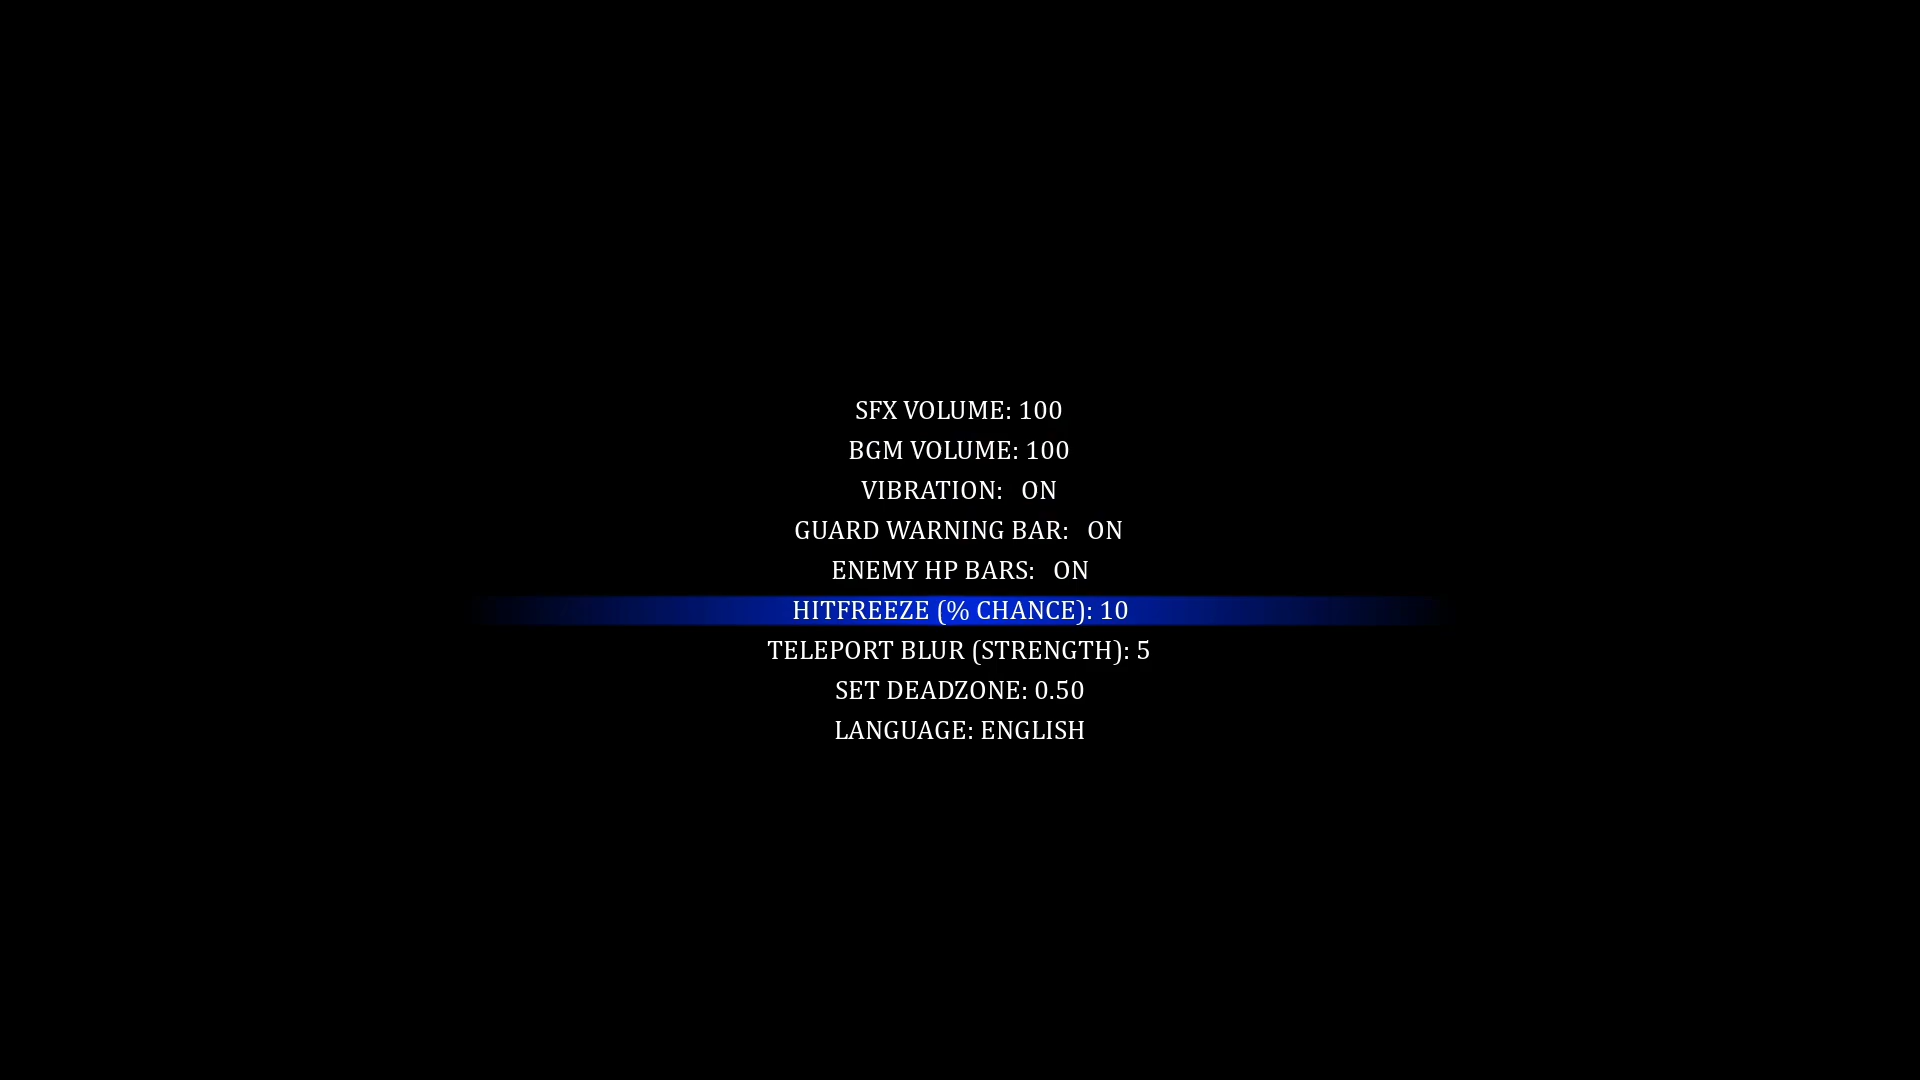 SFX VOLUME: 100
BGM VOLUME: 100
VIBRATION:   ON
GUARD WARNING BAR:   ON
ENEMY HP BARS:   ON
HITFREEZE (% CHANCE): 10
TELEPORT BLUR (STRENGTH): 5
SET DEADZONE: 0.50
LANGUAGE: ENGLISH